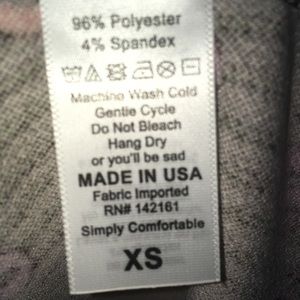 96% Polyester
4% Spandex
Machine Wash Cold
Gentle Cycle
Do Not Bleach
Hang Dry
or you'll be sad
MADE IN USA
Fabric Imported
RN# 142161
Simply Comfortable
XS